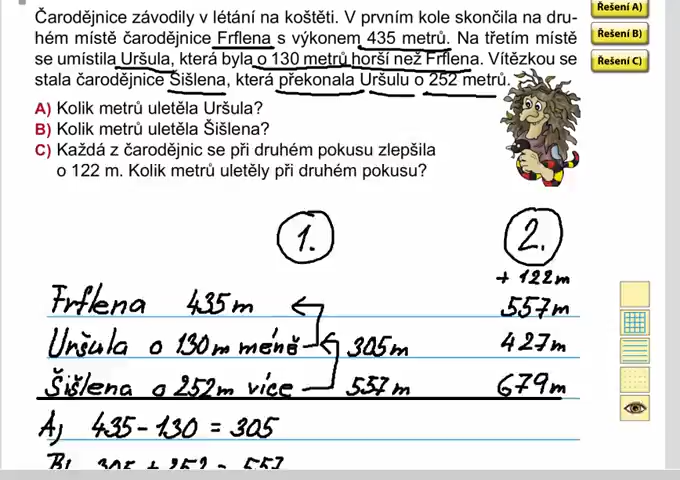 Čarodějnice závodily v létání na koštěti. V prvním kole skončila na dru-
hém místě čarodějnice Frflena s výkonem 435 metrů. Na třetím místě
se umístila Uršula, která byla o 130 metrů horší než Frflena. Vítězkou se
stala čarodějnice Šišlena, která překonala Uršulu o 252 metrů.
Řešení A)
Řešení B)
Řešení C)
A) Kolik metrů uletěla Uršula?
B) Kolik metrů uletěla Šišlena?
C) Každá z čarodějnic se při druhém pokusu zlepšila
o 122 m. Kolik metrů uletěly při druhém pokusu?
1. 2.
+ 122m
Frflena 435m 557m
Uršula o 130m méně 305m 427m
Šišlena o 252m více 557m 679m
A) 435-130 = 305
B) 305 + 252 = 557